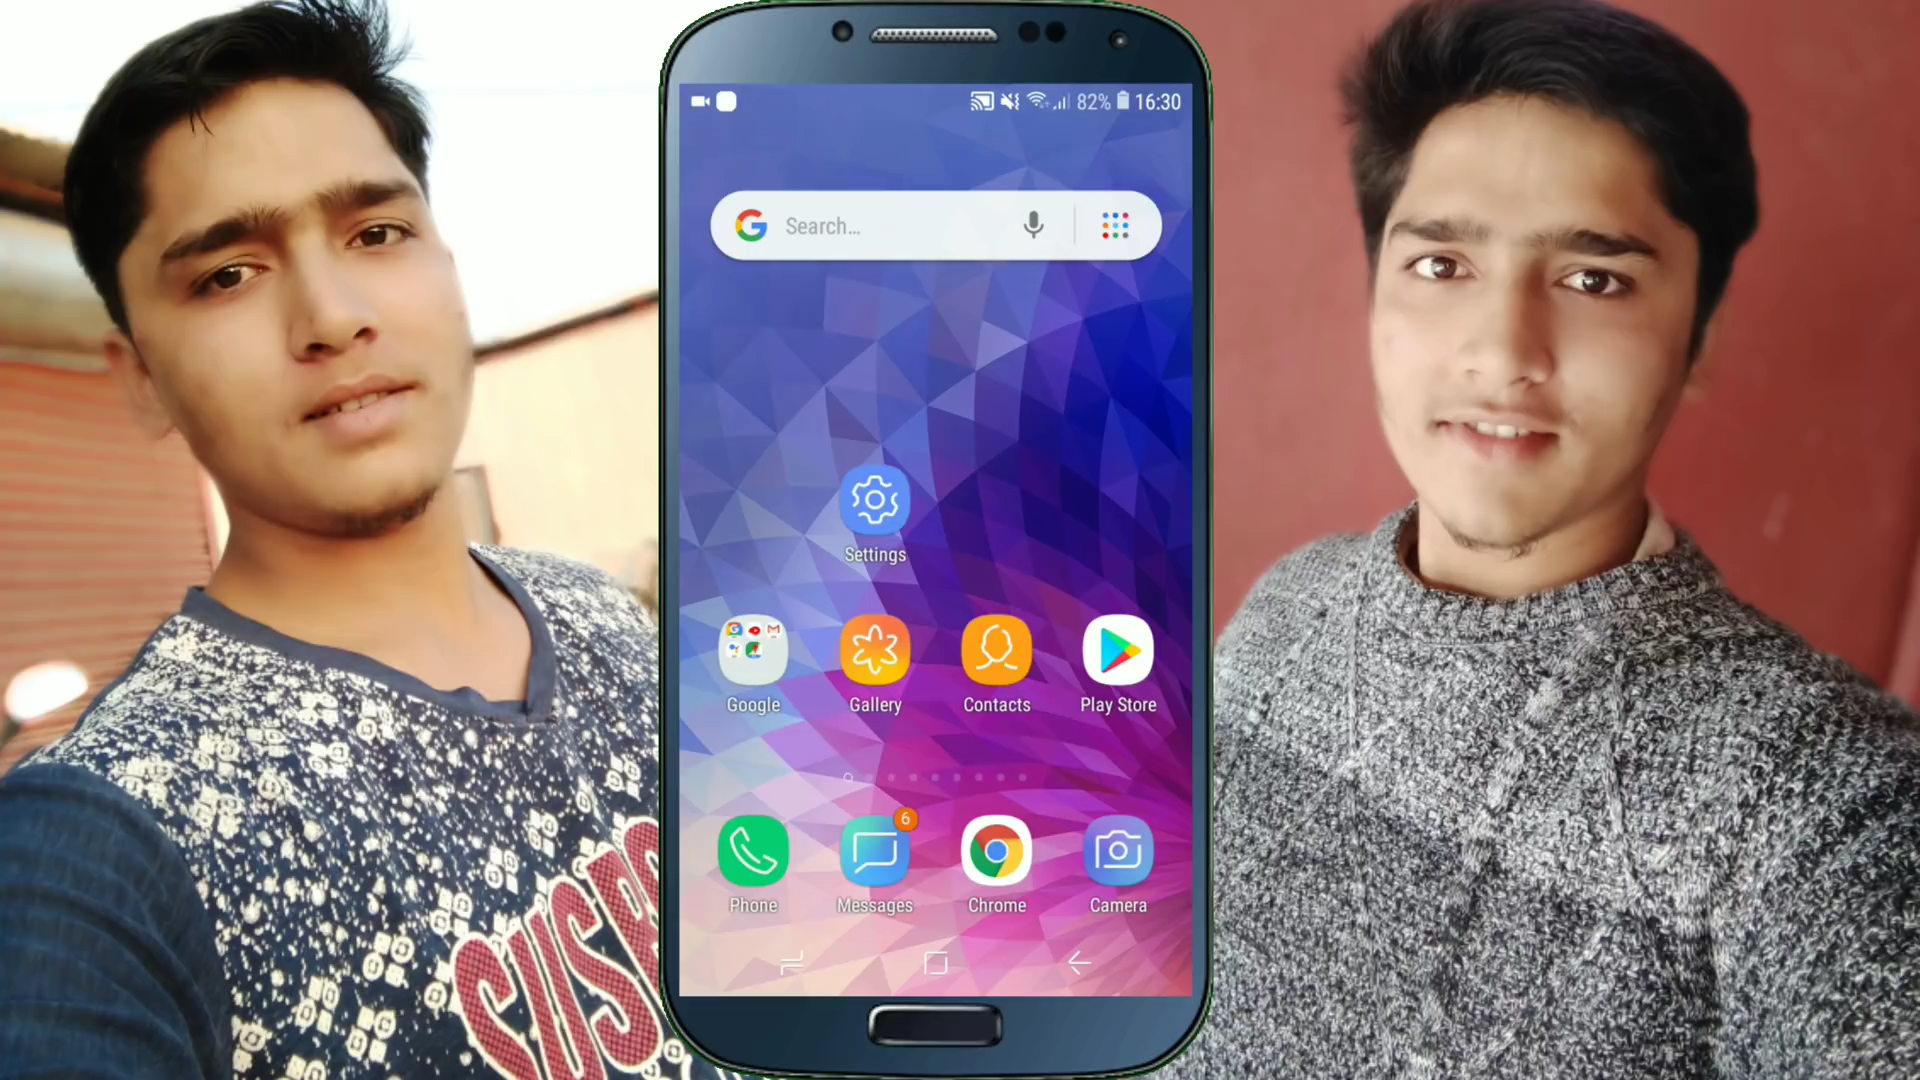 82% 16:30
Search...
Settings
Google Gallery Contacts Play Store
6
Phone Messages Chrome Camera